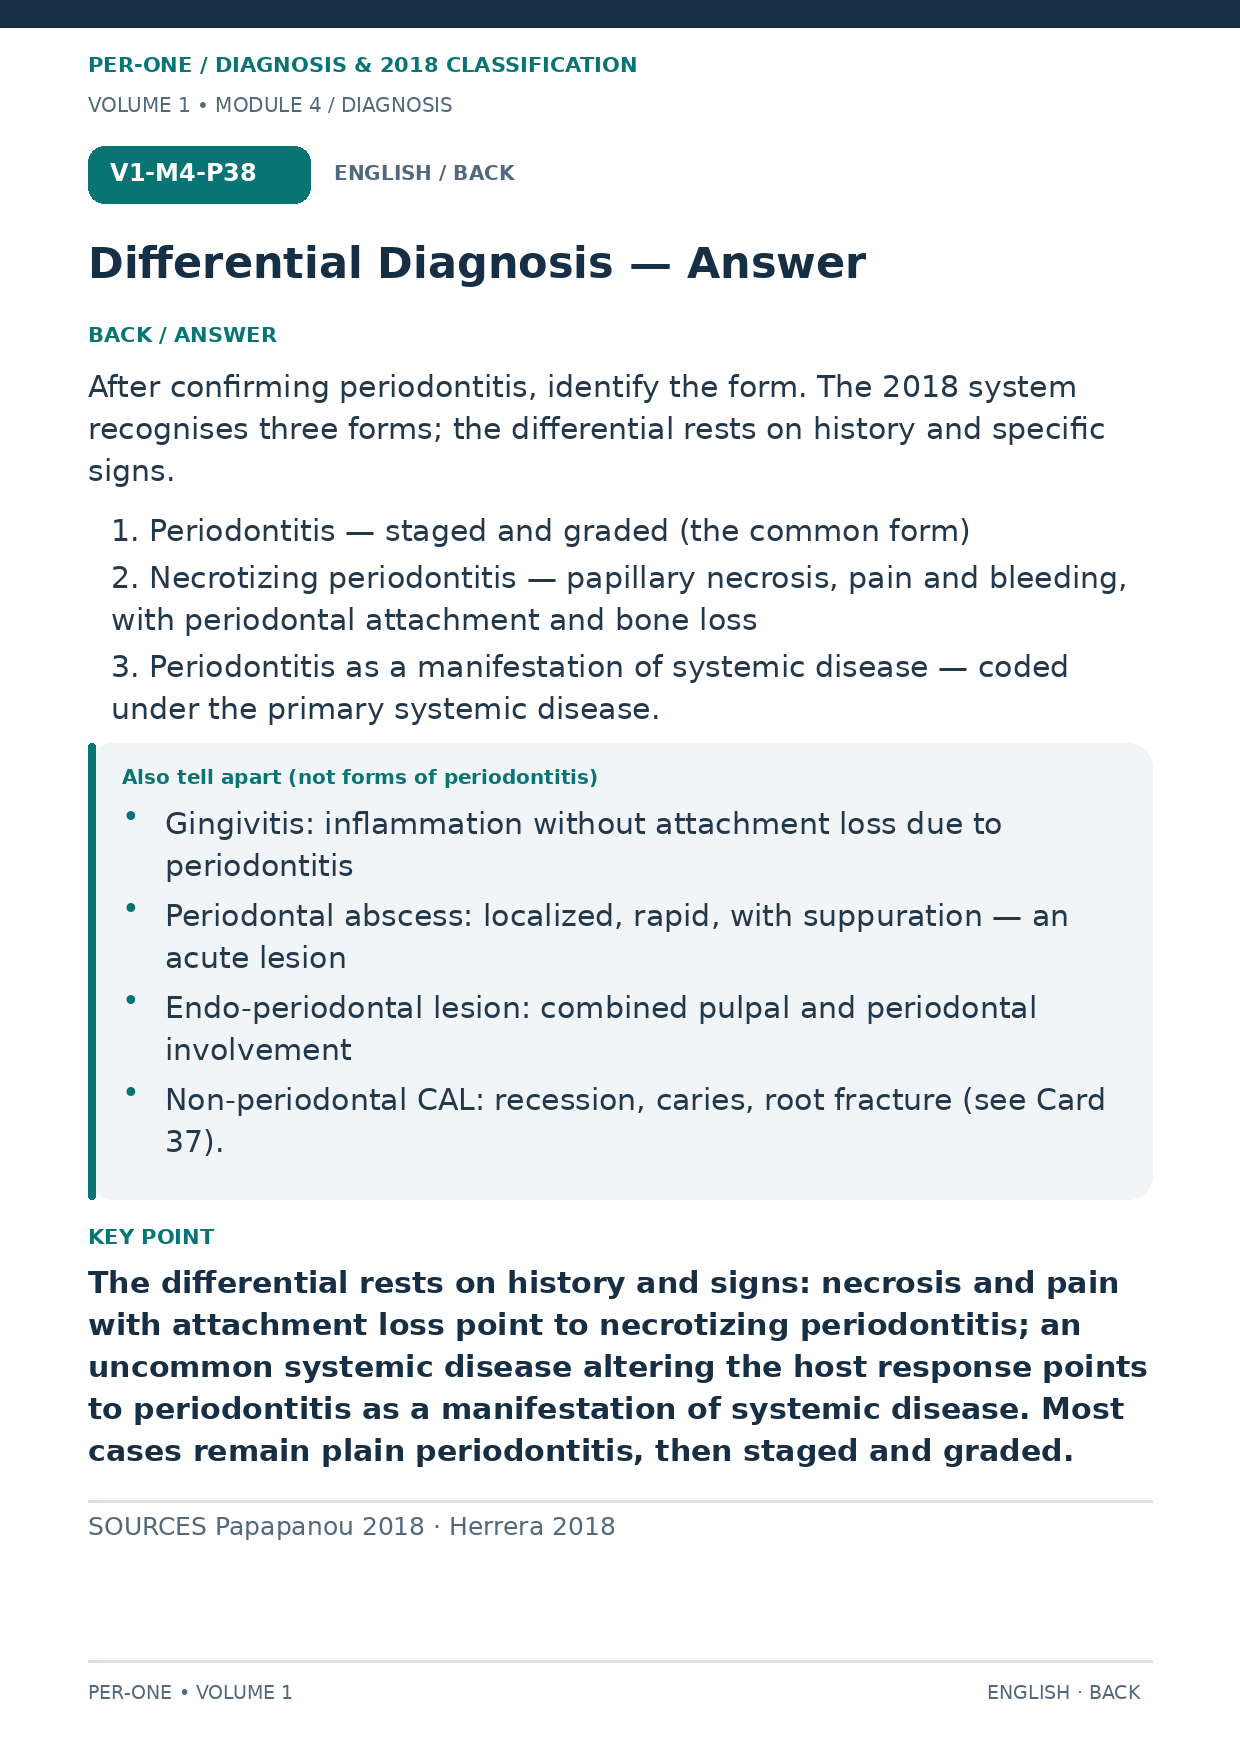 PER-ONE / DIAGNOSIS & 2018 CLASSIFICATION
VOLUME 1 • MODULE 4 / DIAGNOSIS
V1-M4-P38
ENGLISH / BACK
Differential Diagnosis — Answer
BACK / ANSWER
After confirming periodontitis, identify the form. The 2018 system
recognises three forms; the differential rests on history and specific
signs.
1. Periodontitis — staged and graded (the common form)
2. Necrotizing periodontitis — papillary necrosis, pain and bleeding,
with periodontal attachment and bone loss
3. Periodontitis as a manifestation of systemic disease — coded
under the primary systemic disease.
Also tell apart (not forms of periodontitis)
• Gingivitis: inflammation without attachment loss due to
periodontitis
• Periodontal abscess: localized, rapid, with suppuration — an
acute lesion
• Endo-periodontal lesion: combined pulpal and periodontal
involvement
• Non-periodontal CAL: recession, caries, root fracture (see Card
37).
KEY POINT
The differential rests on history and signs: necrosis and pain
with attachment loss point to necrotizing periodontitis; an
uncommon systemic disease altering the host response points
to periodontitis as a manifestation of systemic disease. Most
cases remain plain periodontitis, then staged and graded.
SOURCES Papapanou 2018 · Herrera 2018
PER-ONE • VOLUME 1
ENGLISH · BACK